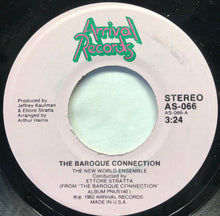 Arrival
Records
Produced by
Jeffrey Kaufman
& Ettore Stratta
Arranged by
Arthur Harris
STEREO
AS-066
AS-066-A
3:24
THE BAROQUE CONNECTION
THE NEW WORLD ENSEMBLE
Conducted by
ETTORE STRATTA
(FROM "THE BAROQUE CONNECTION"
ALBUM PNU5140)
℗ 1982 ARRIVAL RECORDS
Made in U.S.A.